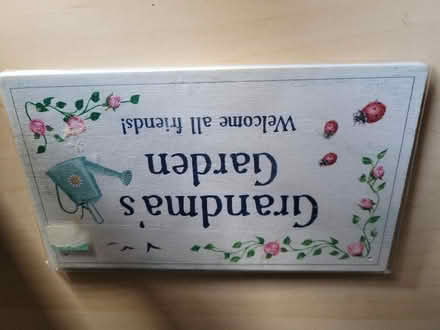 Grandma's
Garden
Welcome all friends!